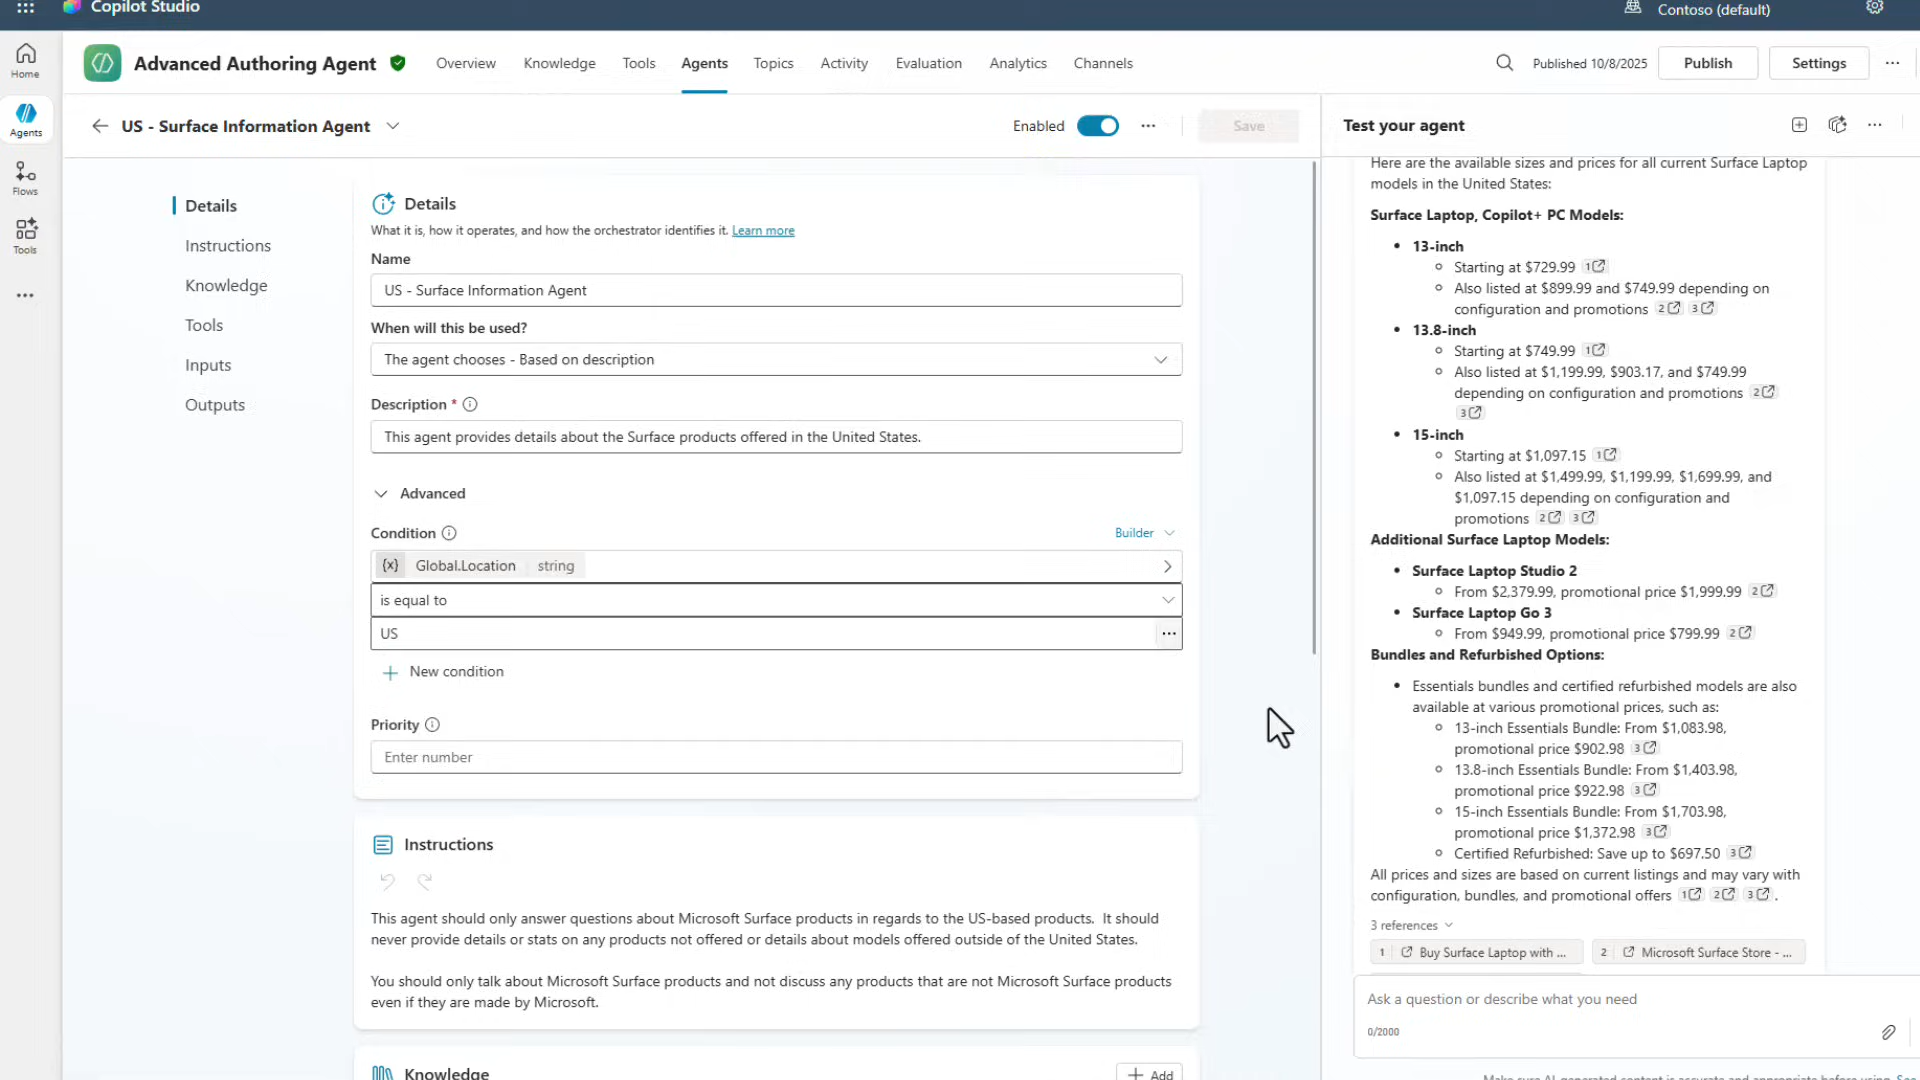 Copilot Studio
Contoso (default)
Home
Agents
Flows
Tools
Advanced Authoring Agent
Overview
Knowledge
Tools
Agents
Topics
Activity
Evaluation
Analytics
Channels
Published 10/8/2025
Publish
Settings
US - Surface Information Agent
Enabled
Save
Details
Instructions
Knowledge
Tools
Inputs
Outputs
Details
What it is, how it operates, and how the orchestrator identifies it. Learn more
Name
US - Surface Information Agent
When will this be used?
The agent chooses - Based on description
Description *
This agent provides details about the Surface products offered in the United States.
Advanced
Condition
Builder
{x} Global.Location string
is equal to
US
New condition
Priority
Enter number
Instructions
This agent should only answer questions about Microsoft Surface products in regards to the US-based products. It should
never provide details or stats on any products not offered or details about models offered outside of the United States.
You should only talk about Microsoft Surface products and not discuss any products that are not Microsoft Surface products
even if they are made by Microsoft.
Knowledge
Add
Test your agent
Here are the available sizes and prices for all current Surface Laptop
models in the United States:
Surface Laptop, Copilot+ PC Models:
• 13-inch
Starting at $729.99 1
Also listed at $899.99 and $749.99 depending on
configuration and promotions 2 3
• 13.8-inch
Starting at $749.99 1
Also listed at $1,199.99, $903.17, and $749.99
depending on configuration and promotions 2
3
• 15-inch
Starting at $1,097.15 1
Also listed at $1,499.99, $1,199.99, $1,699.99, and
$1,097.15 depending on configuration and
promotions 2 3
Additional Surface Laptop Models:
• Surface Laptop Studio 2
From $2,379.99, promotional price $1,999.99 2
• Surface Laptop Go 3
From $949.99, promotional price $799.99 2
Bundles and Refurbished Options:
• Essentials bundles and certified refurbished models are also
available at various promotional prices, such as:
13-inch Essentials Bundle: From $1,083.98,
promotional price $902.98 3
13.8-inch Essentials Bundle: From $1,403.98,
promotional price $922.98 3
15-inch Essentials Bundle: From $1,703.98,
promotional price $1,372.98 3
Certified Refurbished: Save up to $697.50 3
All prices and sizes are based on current listings and may vary with
configuration, bundles, and promotional offers 1 2 3 .
3 references
1 Buy Surface Laptop with ...
2 Microsoft Surface Store - ...
Ask a question or describe what you need
0/2000
Make sure AI-generated content is accurate and appropriate before using. See